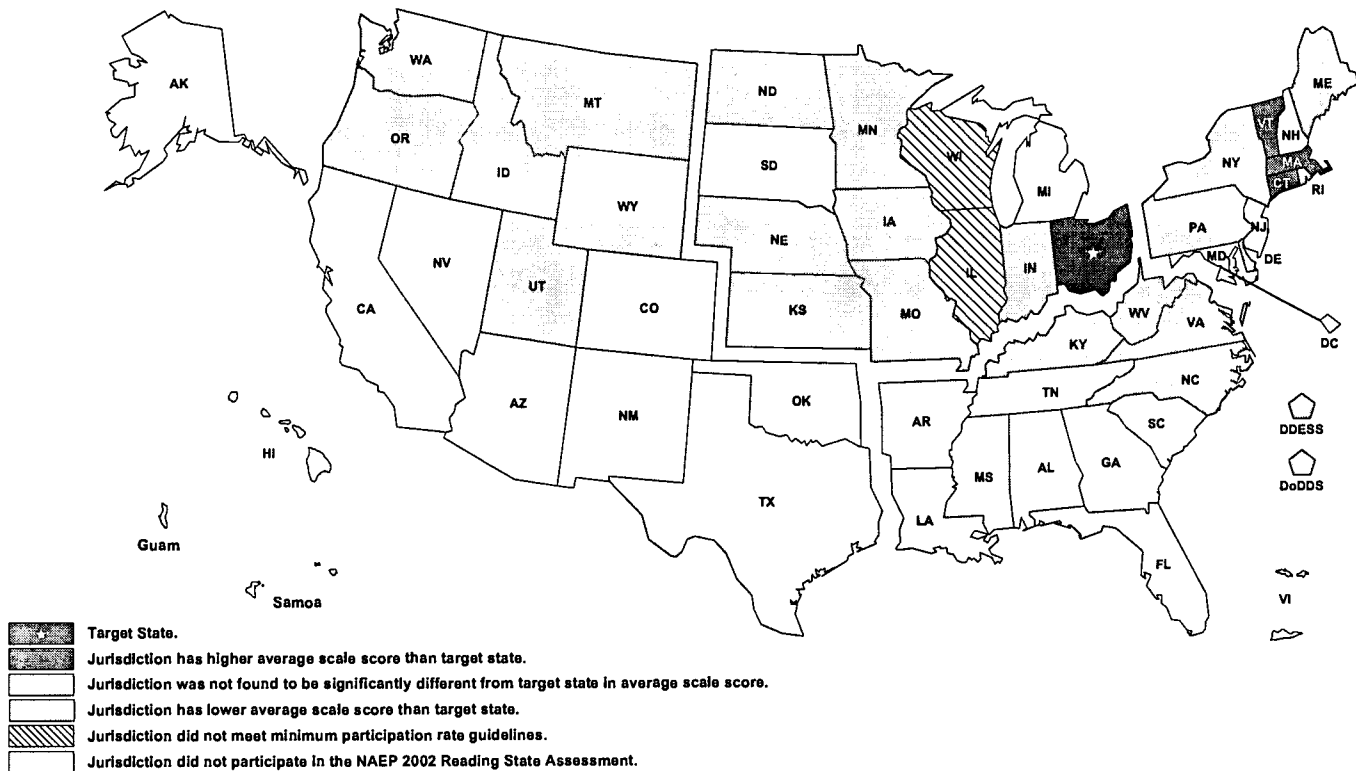 AK
WA
MT
ND
MN
ME
VT
NH
OR
ID
SD
WI
NY
MA
CT
RI
MI
WY
IA
PA
NJ
NE
NV
UT
CO
IL
IN
MD
DE
CA
KS
MO
WV
VA
KY
DC
AZ
NM
OK
TN
NC
AR
SC
DDESS
HI
MS
AL
GA
DoDDS
TX
LA
Guam
FL
Samoa
VI
Target State.
Jurisdiction has higher average scale score than target state.
Jurisdiction was not found to be significantly different from target state in average scale score.
Jurisdiction has lower average scale score than target state.
Jurisdiction did not meet minimum participation rate guidelines.
Jurisdiction did not participate in the NAEP 2002 Reading State Assessment.